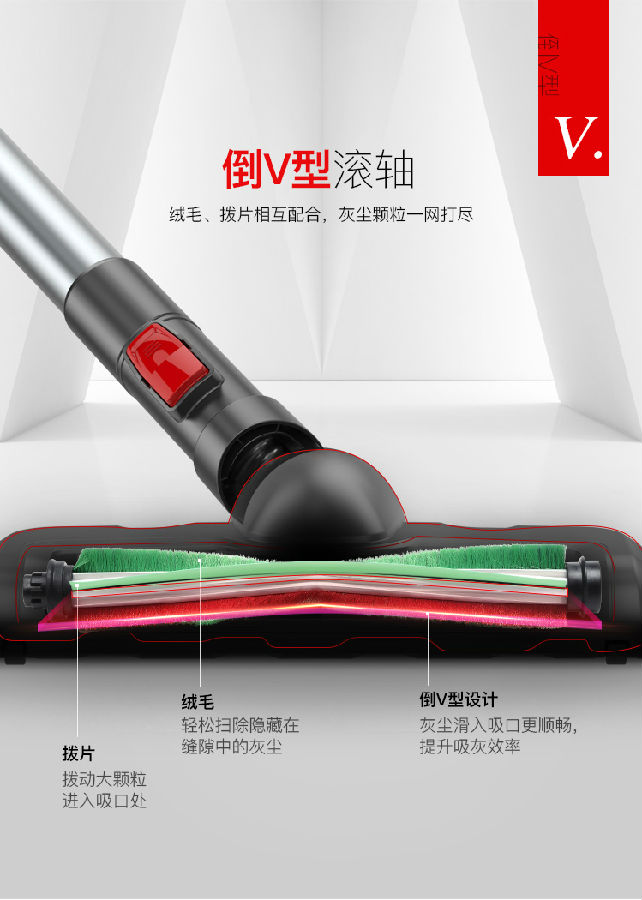 倒V型
V.
倒V型滚轴
绒毛、拨片相互配合，灰尘颗粒一网打尽
绒毛
轻松扫除隐藏在
缝隙中的灰尘
倒V型设计
灰尘滑入吸口更顺畅，
提升吸灰效率
拨片
拨动大颗粒
进入吸口处